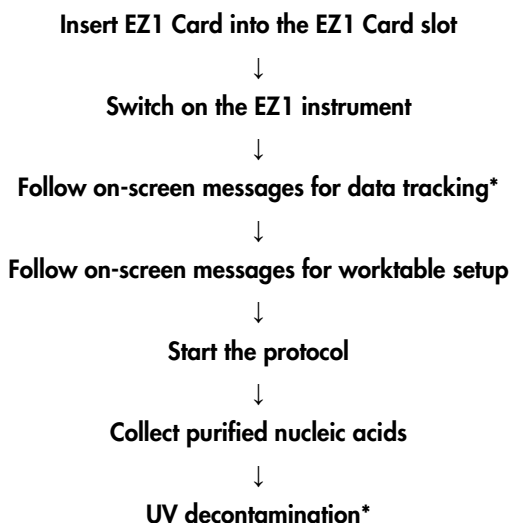 Insert EZ1 Card into the EZ1 Card slot
↓
Switch on the EZ1 instrument
↓
Follow on-screen messages for data tracking*
↓
Follow on-screen messages for worktable setup
↓
Start the protocol
↓
Collect purified nucleic acids
↓
UV decontamination*